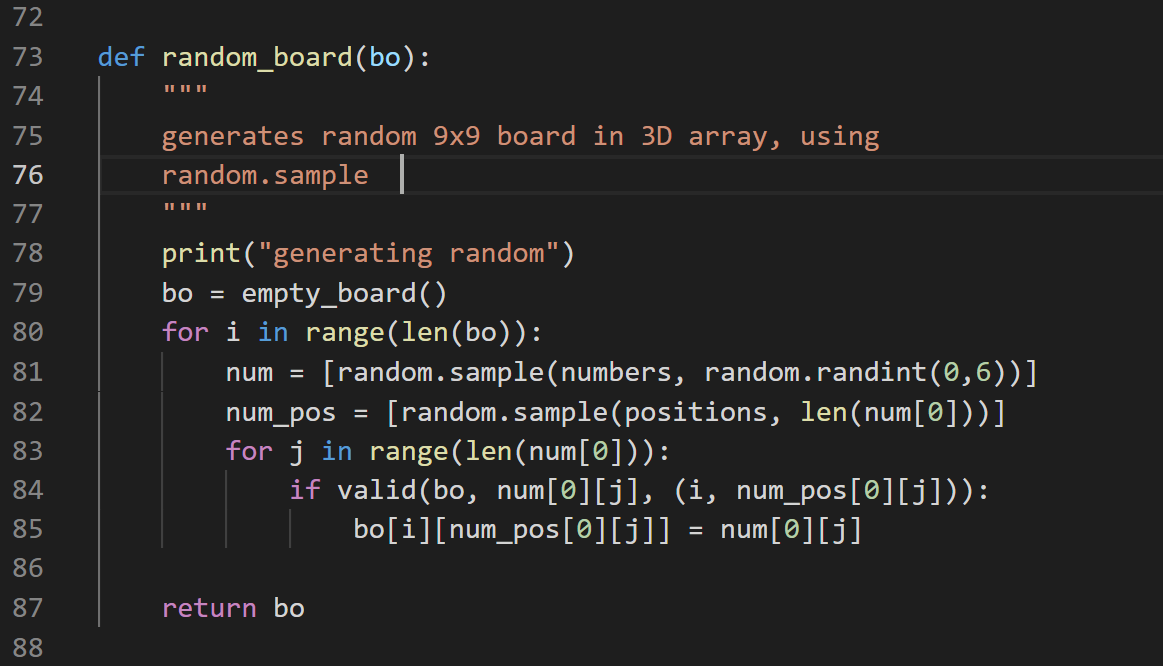 72
73 def random_board(bo):
74 """
75 generates random 9x9 board in 3D array, using
76 random.sample
77 """
78 print("generating random")
79 bo = empty_board()
80 for i in range(len(bo)):
81 num = [random.sample(numbers, random.randint(0,6))]
82 num_pos = [random.sample(positions, len(num[0]))]
83 for j in range(len(num[0])):
84 if valid(bo, num[0][j], (i, num_pos[0][j])):
85 bo[i][num_pos[0][j]] = num[0][j]
86
87 return bo
88